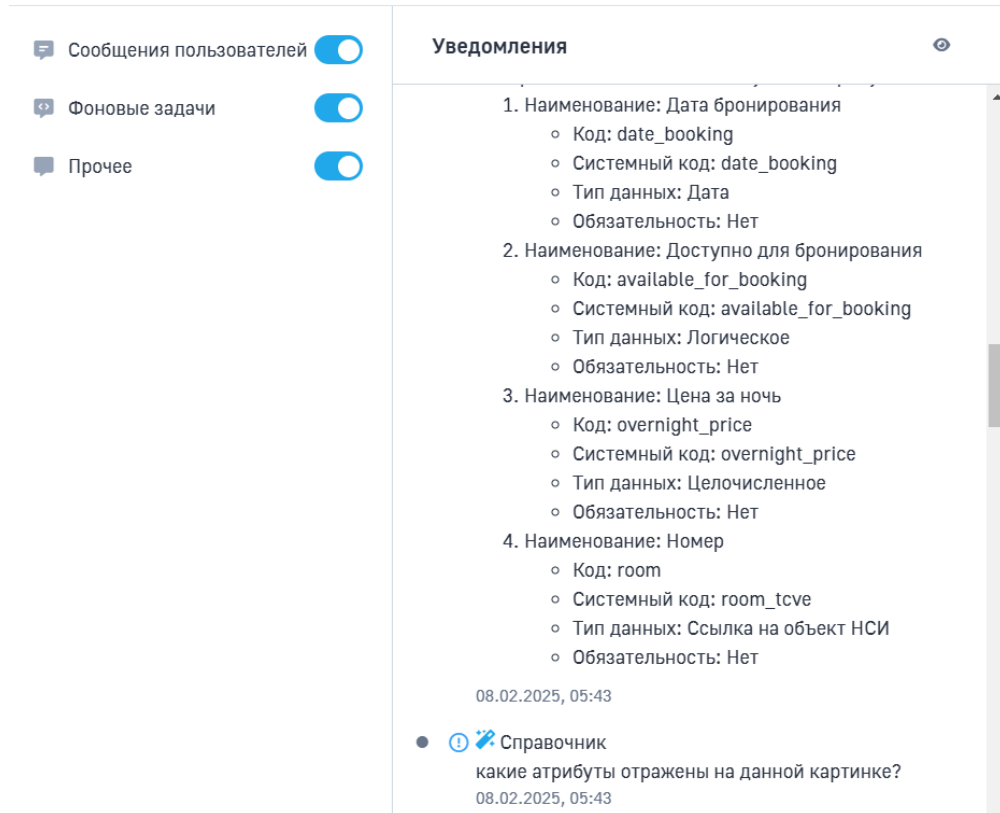 Сообщения пользователей
Фоновые задачи
Прочее
Уведомления
1. Наименование: Дата бронирования
Код: date_booking
Системный код: date_booking
Тип данных: Дата
Обязательность: Нет
2. Наименование: Доступно для бронирования
Код: available_for_booking
Системный код: available_for_booking
Тип данных: Логическое
Обязательность: Нет
3. Наименование: Цена за ночь
Код: overnight_price
Системный код: overnight_price
Тип данных: Целочисленное
Обязательность: Нет
4. Наименование: Номер
Код: room
Системный код: room_tcve
Тип данных: Ссылка на объект НСИ
Обязательность: Нет
08.02.2025, 05:43
Справочник
какие атрибуты отражены на данной картинке?
08.02.2025, 05:43